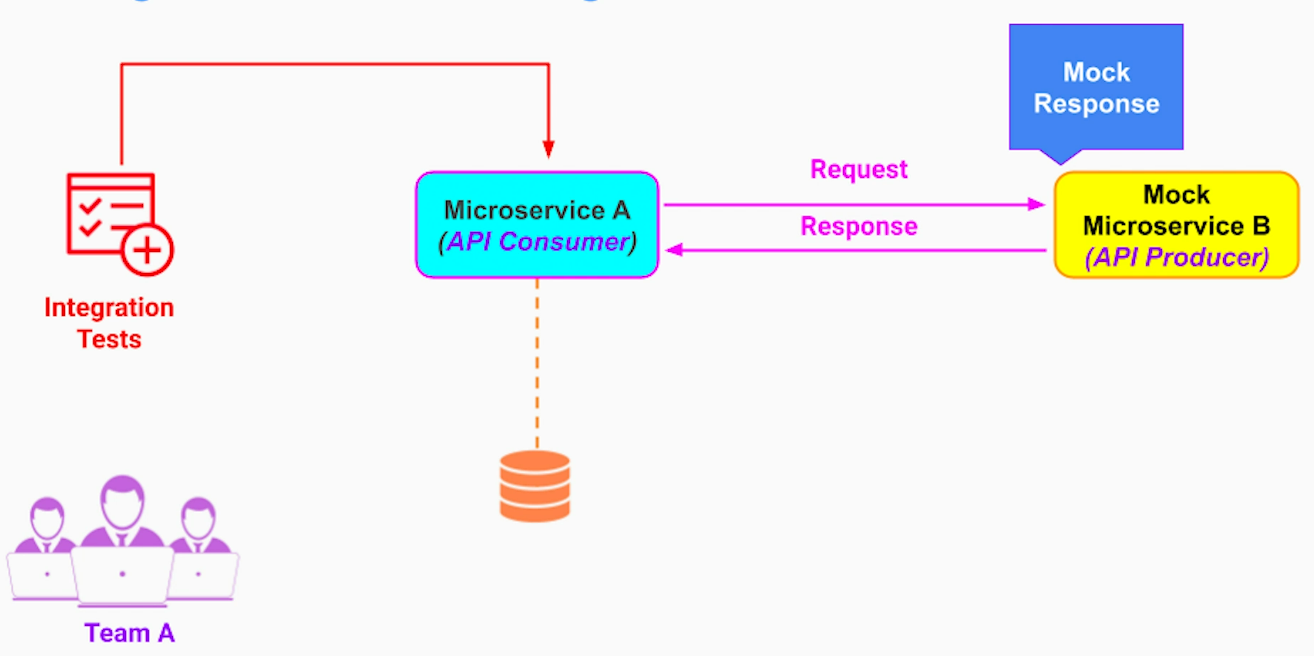 Mock
Response
Request
Microservice A
(API Consumer)
Response
Mock
Microservice B
(API Producer)
Integration
Tests
Team A